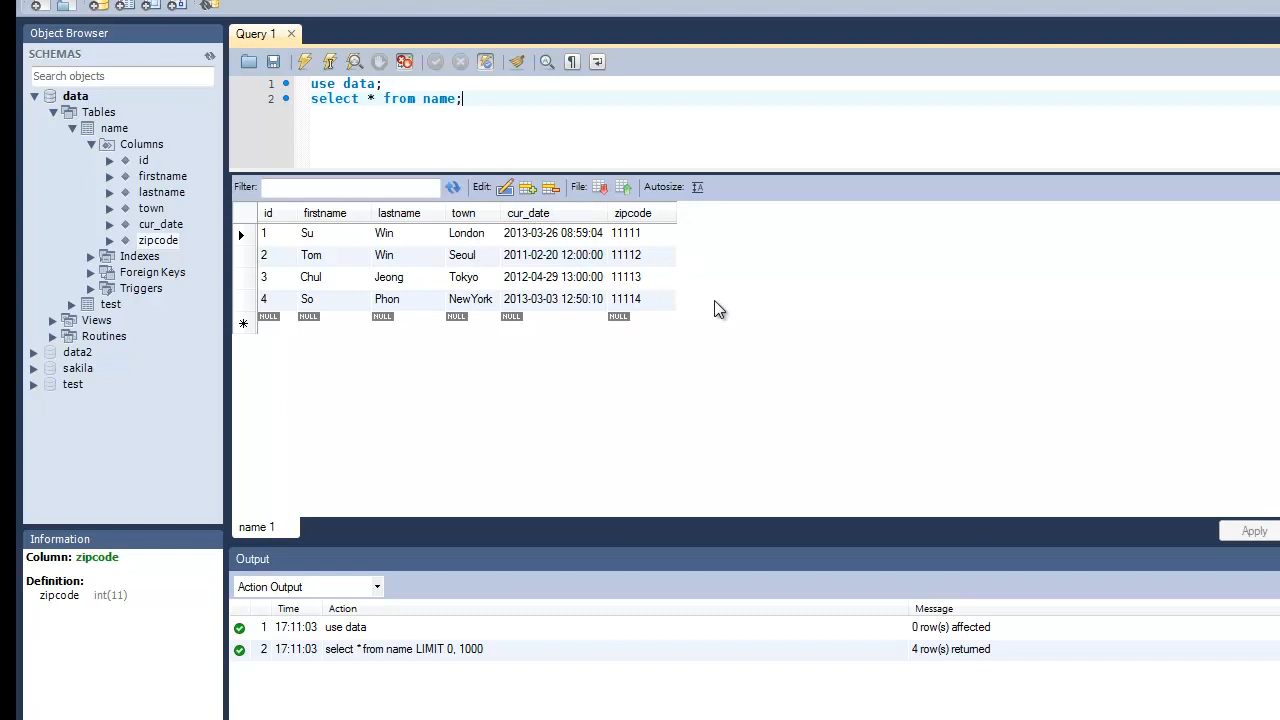 Object Browser
SCHEMAS
Search objects
data
Tables
name
Columns
id
firstname
lastname
town
cur_date
zipcode
Indexes
Foreign Keys
Triggers
test
Views
Routines
data2
sakila
test
Information
Column: zipcode
Definition:
zipcode int(11)
Query 1
1 use data;
2 select * from name;
Filter: Edit: File: Autosize:
id firstname lastname town cur_date zipcode
1 Su Win London 2013-03-26 08:59:04 11111
2 Tom Win Seoul 2011-02-20 12:00:00 11112
3 Chul Jeong Tokyo 2012-04-29 13:00:00 11113
4 So Phon NewYork 2013-03-03 12:50:10 11114
NULL NULL NULL NULL NULL NULL
name 1
Apply
Output
Action Output
Time Action Message
1 17:11:03 use data 0 row(s) affected
2 17:11:03 select * from name LIMIT 0, 1000 4 row(s) returned